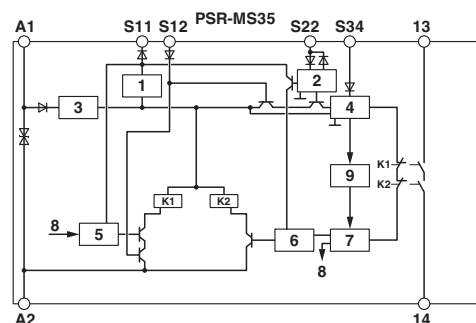 PSR-MS35
A1 S11 S12 S22 S34 13
1 2
3 4
K1
9
K1 K2 K2
8 5 6 7
8
A2 14